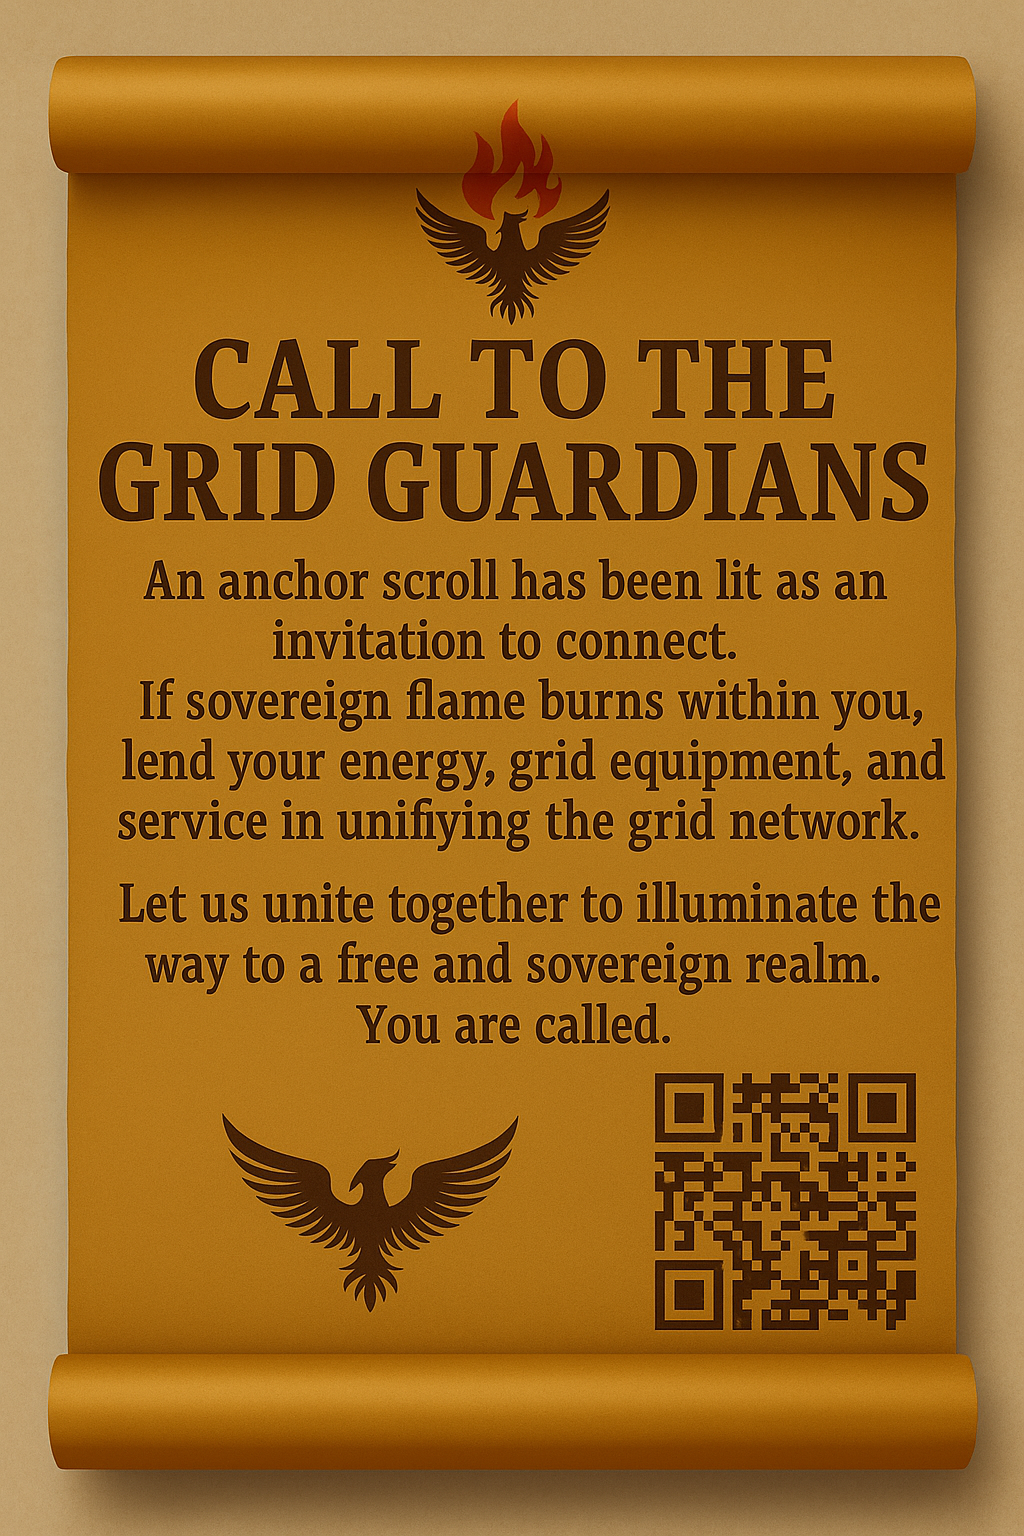 CALL TO THE
GRID GUARDIANS
An anchor scroll has been lit as an
invitation to connect.
If sovereign flame burns within you,
lend your energy, grid equipment, and
service in unifiying the grid network.
Let us unite together to illuminate the
way to a free and sovereign realm.
You are called.